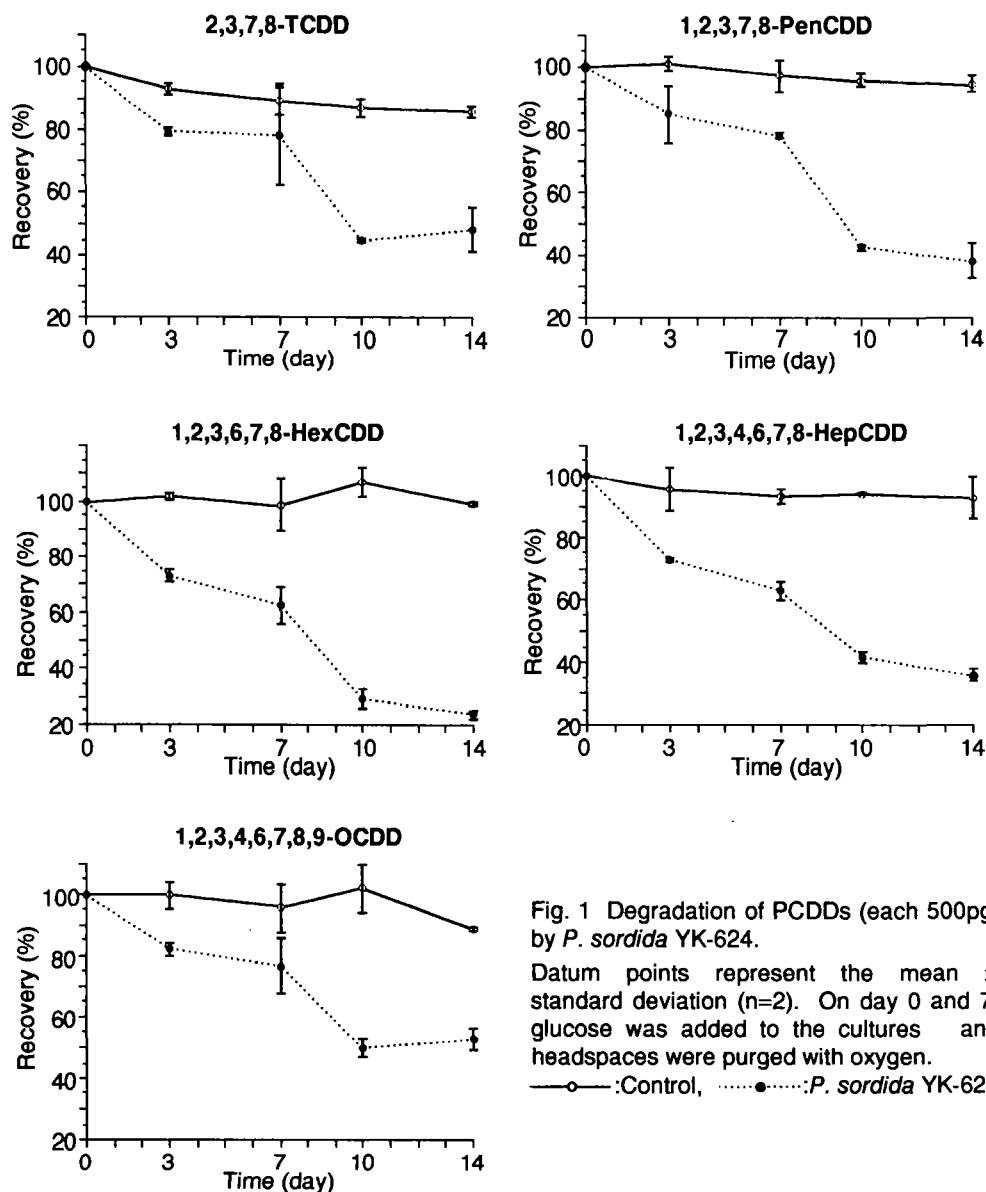 2,3,7,8-TCDD
100
80
60
40
20
Recovery (%)
0 3 7 10 14
Time (day)
1,2,3,7,8-PenCDD
100
80
60
40
20
Recovery (%)
0 3 7 10 14
Time (day)
1,2,3,6,7,8-HexCDD
100
80
60
40
20
Recovery (%)
0 3 7 10 14
Time (day)
1,2,3,4,6,7,8-HepCDD
100
80
60
40
20
Recovery (%)
0 3 7 10 14
Time (day)
1,2,3,4,6,7,8,9-OCDD
100
80
60
40
20
Recovery (%)
0 3 7 10 14
Time (day)
Fig. 1 Degradation of PCDDs (each 500pg
by P. sordida YK-624.
Datum points represent the mean
standard deviation (n=2). On day 0 and 7
glucose was added to the cultures an
headspaces were purged with oxygen.
:Control, :P. sordida YK-62